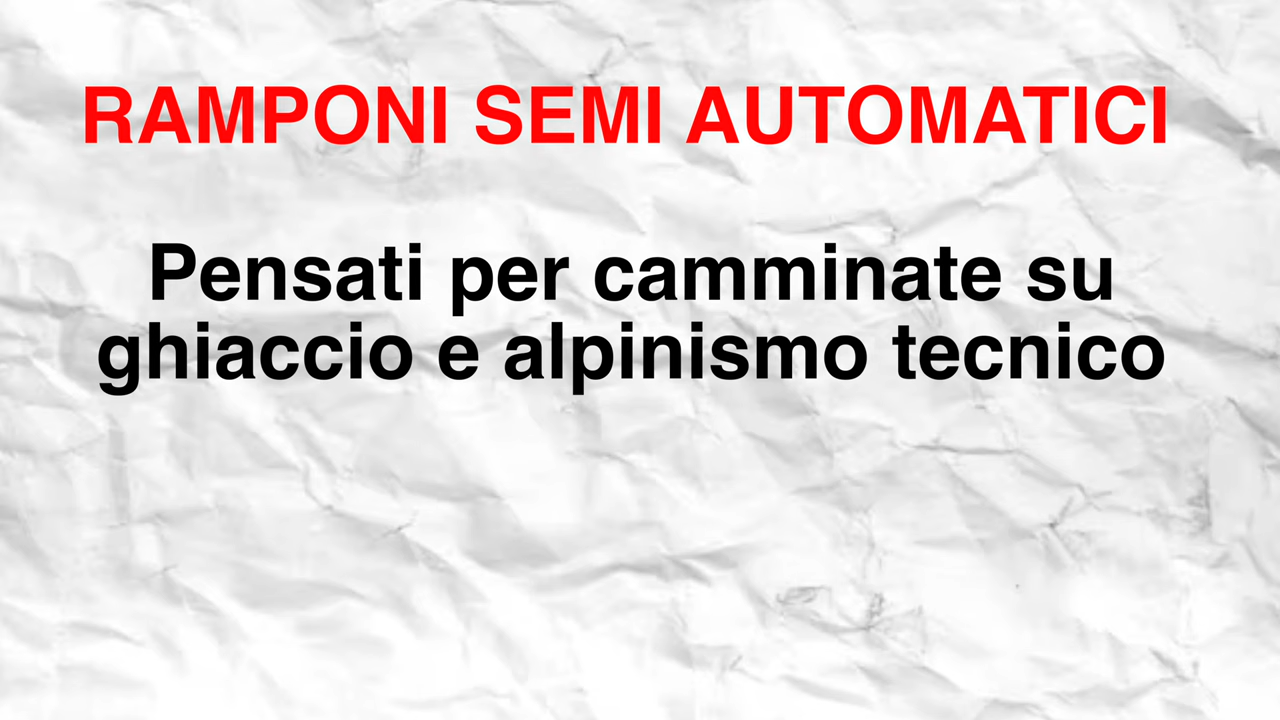 RAMPONI SEMI AUTOMATICI
Pensati per camminate su
ghiaccio e alpinismo tecnico